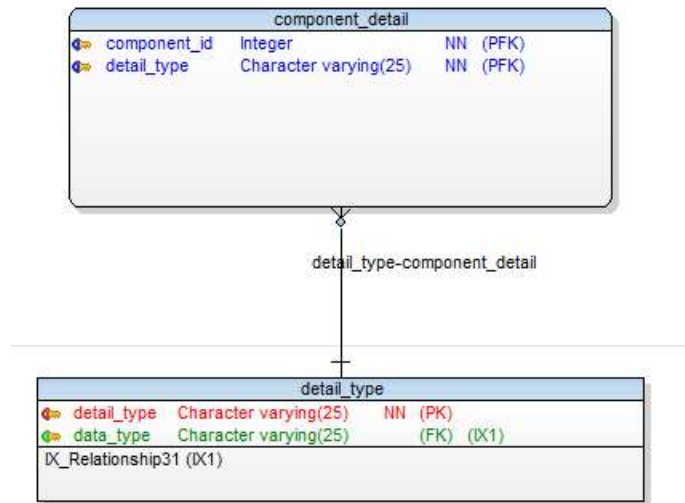 component_detail
component_id Integer NN (PFK)
detail_type Character varying(25) NN (PFK)
detail_type-component_detail
detail_type
detail_type Character varying(25) NN (PK)
data_type Character varying(25) (FK) (IX1)
IX_Relationship31 (IX1)